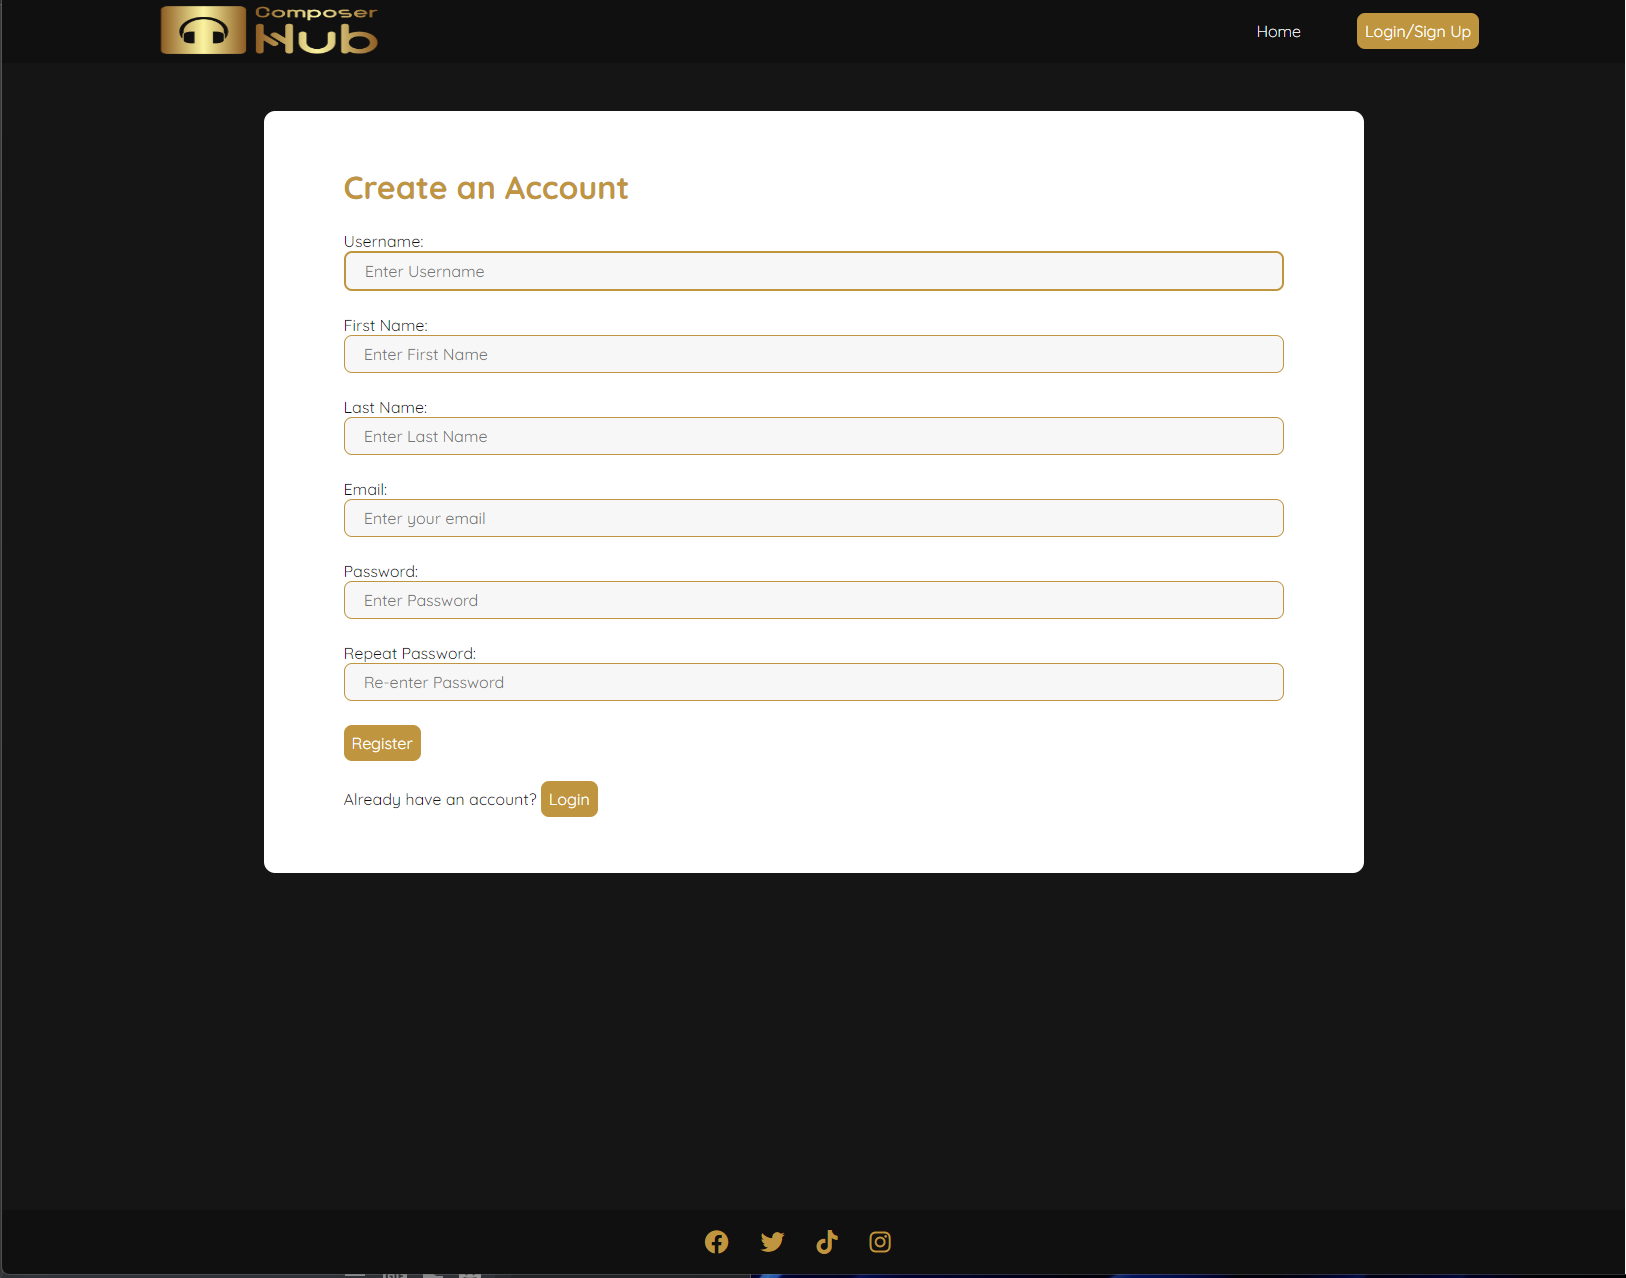 Composer
Hub
Home
Login/Sign Up
Create an Account
Username:
Enter Username
First Name:
Enter First Name
Last Name:
Enter Last Name
Email:
Enter your email
Password:
Enter Password
Repeat Password:
Re-enter Password
Register
Already have an account? Login